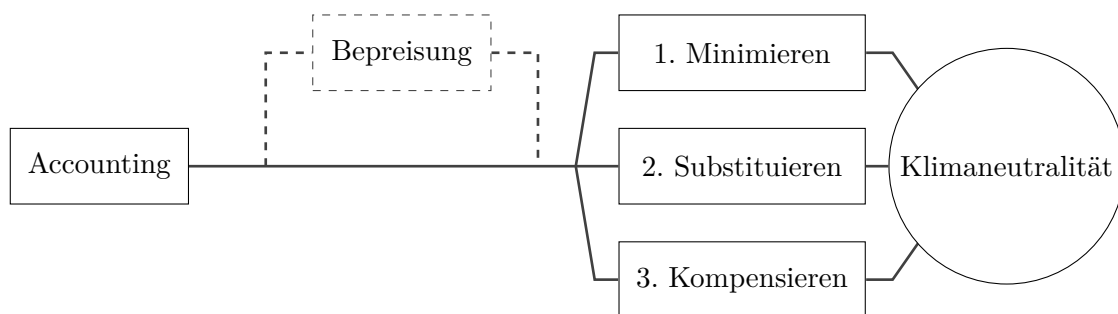 Bepreisung
1. Minimieren
Accounting
2. Substituieren
Klimaneutralität
3. Kompensieren